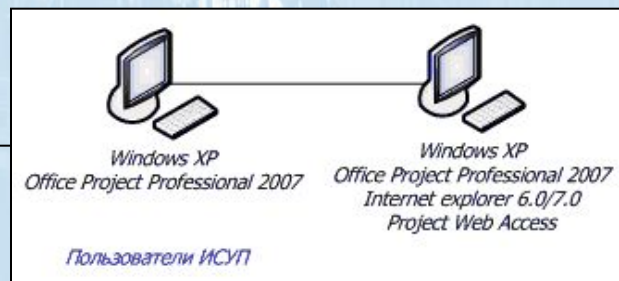 Windows XP
Office Project Professional 2007
Windows XP
Office Project Professional 2007
Internet explorer 6.0/7.0
Project Web Access
Пользователи ИСУП